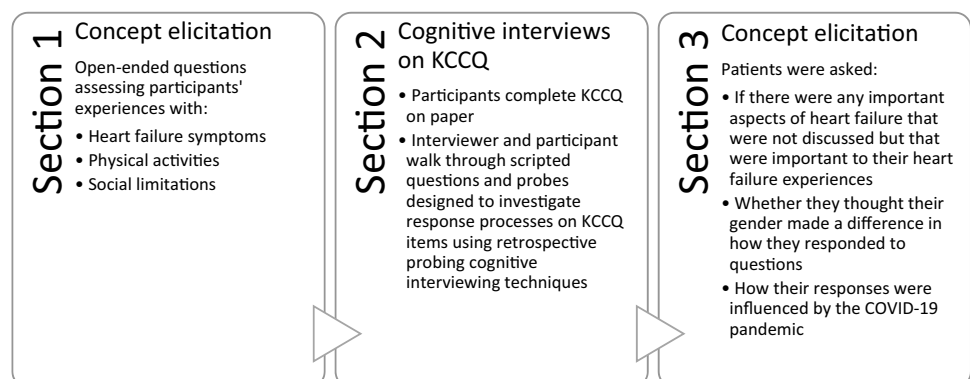 Section 1
Concept elicitation
Open-ended questions
assessing participants'
experiences with:
• Heart failure symptoms
• Physical activities
• Social limitations
Section 2
Cognitive interviews
on KCCQ
• Participants complete KCCQ
on paper
• Interviewer and participant
walk through scripted
questions and probes
designed to investigate
response processes on KCCQ
items using retrospective
probing cognitive
interviewing techniques
Section 3
Concept elicitation
Patients were asked:
• If there were any important
aspects of heart failure that
were not discussed but that
were important to their heart
failure experiences
• Whether they thought their
gender made a difference in
how they responded to
questions
• How their responses were
influenced by the COVID-19
pandemic